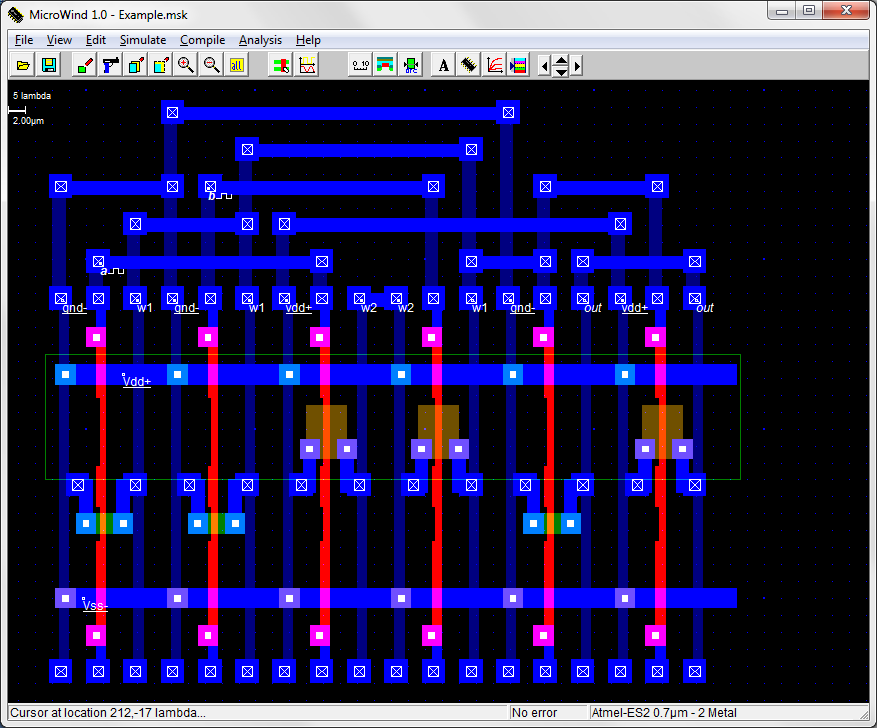 MicroWind 1.0 - Example.msk
File View Edit Simulate Compile Analysis Help
all 0.10 DRC A
5 lambda
2.00µm
b
a
gnd- w1 gnd- w1 vdd+ w2 w2 w1 gnd- out vdd+ out
Vdd+
Vss-
Cursor at location 212,-17 lambda... No error Atmel-ES2 0.7µm - 2 Metal